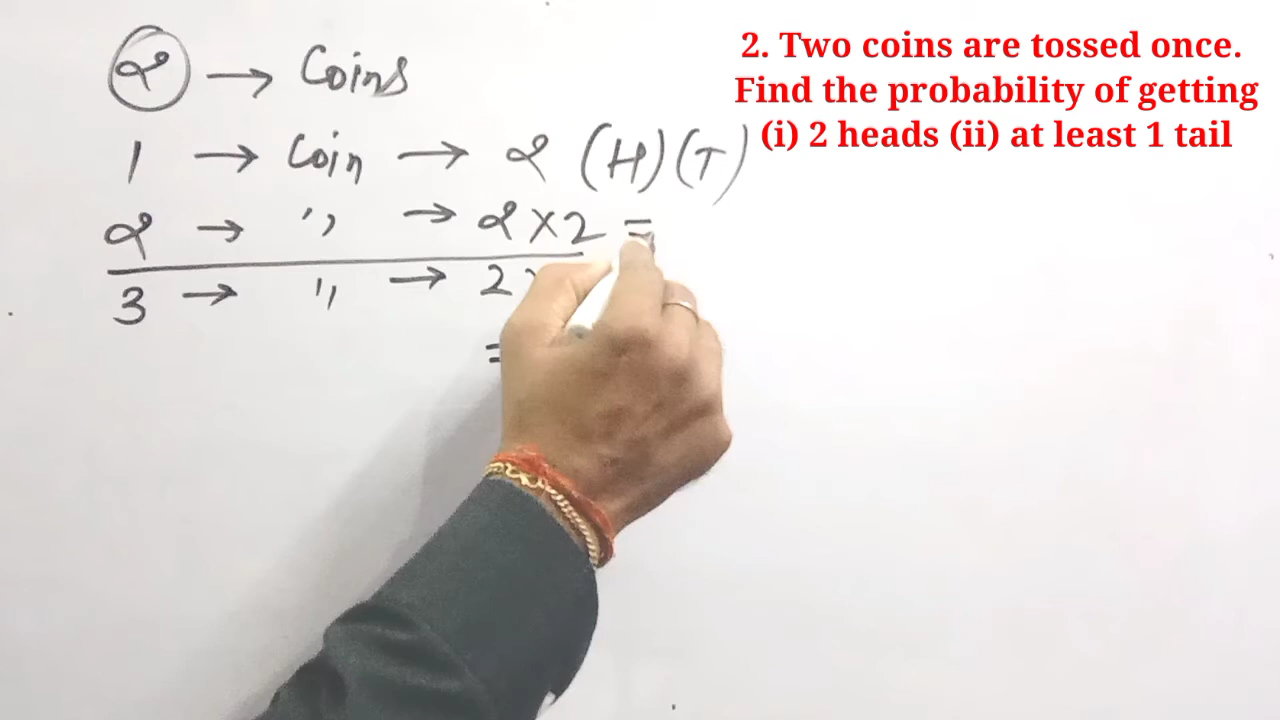 2 → Coins
1 → Coin → 2 (H) (T)
2 → ,, → 2 × 2 =
3 → ,, → 2
=
2. Two coins are tossed once.
Find the probability of getting
(i) 2 heads (ii) at least 1 tail